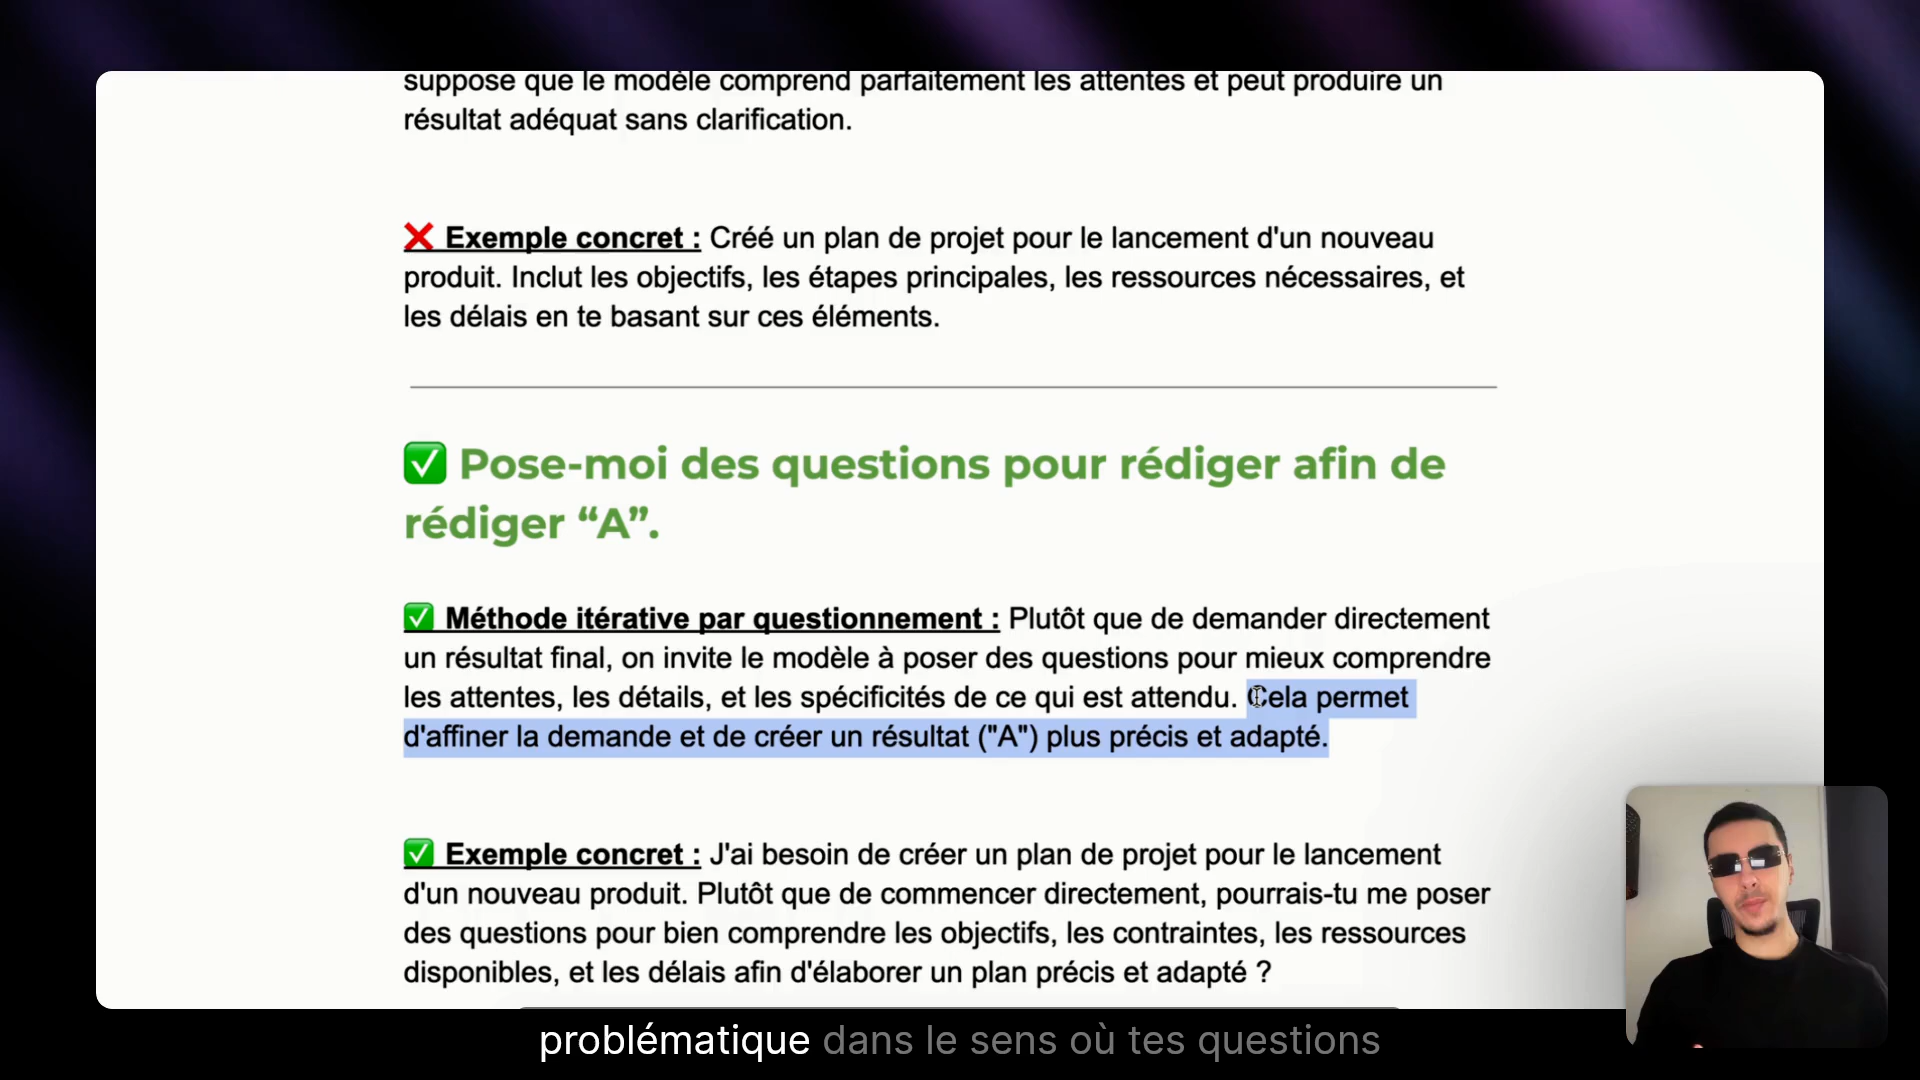 suppose que le modèle comprend parfaitement les attentes et peut produire un
résultat adéquat sans clarification.
❌ Exemple concret : Créé un plan de projet pour le lancement d'un nouveau
produit. Inclut les objectifs, les étapes principales, les ressources nécessaires, et
les délais en te basant sur ces éléments.
✅ Pose-moi des questions pour rédiger afin de
rédiger “A”.
✅ Méthode itérative par questionnement : Plutôt que de demander directement
un résultat final, on invite le modèle à poser des questions pour mieux comprendre
les attentes, les détails, et les spécificités de ce qui est attendu. Cela permet
d'affiner la demande et de créer un résultat ("A") plus précis et adapté.
✅ Exemple concret : J'ai besoin de créer un plan de projet pour le lancement
d'un nouveau produit. Plutôt que de commencer directement, pourrais-tu me poser
des questions pour bien comprendre les objectifs, les contraintes, les ressources
disponibles, et les délais afin d'élaborer un plan précis et adapté ?
problématique dans le sens où tes questions